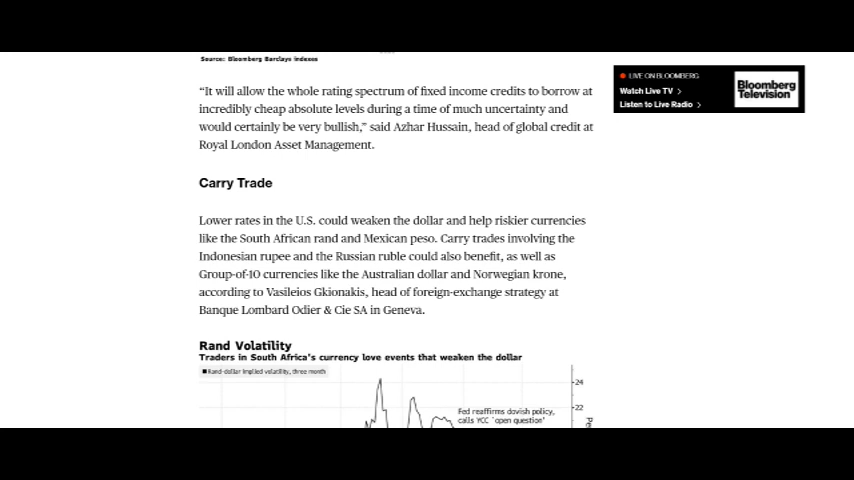 Source: Bloomberg Barclays indexes
“It will allow the whole rating spectrum of fixed income credits to borrow at
incredibly cheap absolute levels during a time of much uncertainty and
would certainly be very bullish,” said Azhar Hussain, head of global credit at
Royal London Asset Management.
LIVE ON BLOOMBERG
Watch Live TV >
Listen to Live Radio >
Bloomberg
Television
Carry Trade
Lower rates in the U.S. could weaken the dollar and help riskier currencies
like the South African rand and Mexican peso. Carry trades involving the
Indonesian rupee and the Russian ruble could also benefit, as well as
Group-of-10 currencies like the Australian dollar and Norwegian krone,
according to Vasileios Gkionakis, head of foreign-exchange strategy at
Banque Lombard Odier & Cie SA in Geneva.
Rand Volatility
Traders in South Africa's currency love events that weaken the dollar
Rand-dollar implied volatility, three month
24
22
Fed reaffirms dovish policy,
calls YCC `open question'